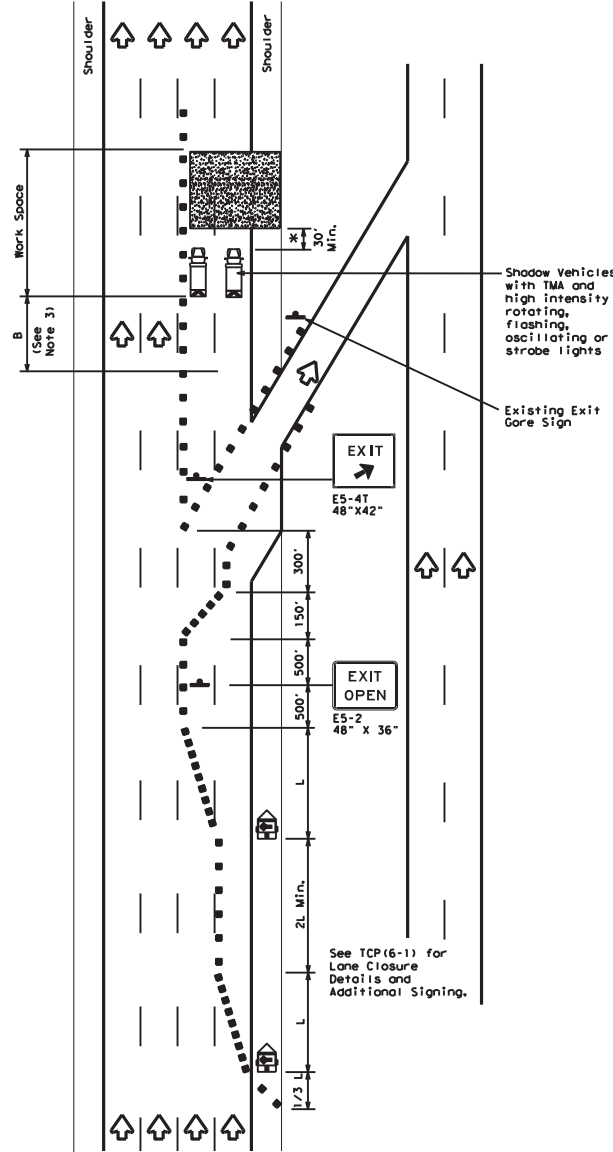 Shoulder
Shoulder
Work Space
*
30'
Min.
Shadow Vehicles
with TMA and
high intensity
rotating,
flashing,
oscillating or
strobe lights
B
(See
Note 3)
Existing Exit
Gore Sign
EXIT
E5-4T
48"X42"
300'
150'
500'
EXIT
OPEN
E5-2
48" X 36"
500'
L
2L Min.
See TCP(6-1) for
Lane Closure
Details and
Additional Signing.
L
1/3 L